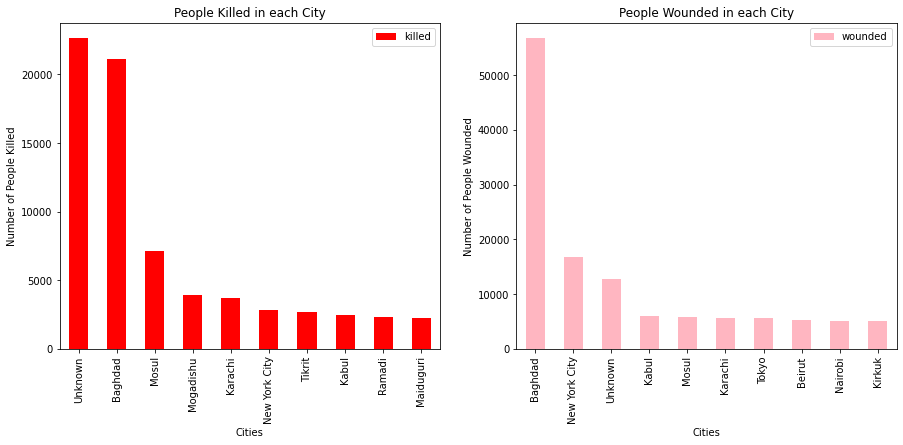 People Killed in each City
killed
20000
15000
10000
5000
0
Number of People Killed
Unknown
Baghdad
Mosul
Mogadishu
Karachi
New York City
Tikrit
Kabul
Ramadi
Maiduguri
Cities
People Wounded in each City
wounded
50000
40000
30000
20000
10000
0
Number of People Wounded
Baghdad
New York City
Unknown
Kabul
Mosul
Karachi
Tokyo
Beirut
Nairobi
Kirkuk
Cities